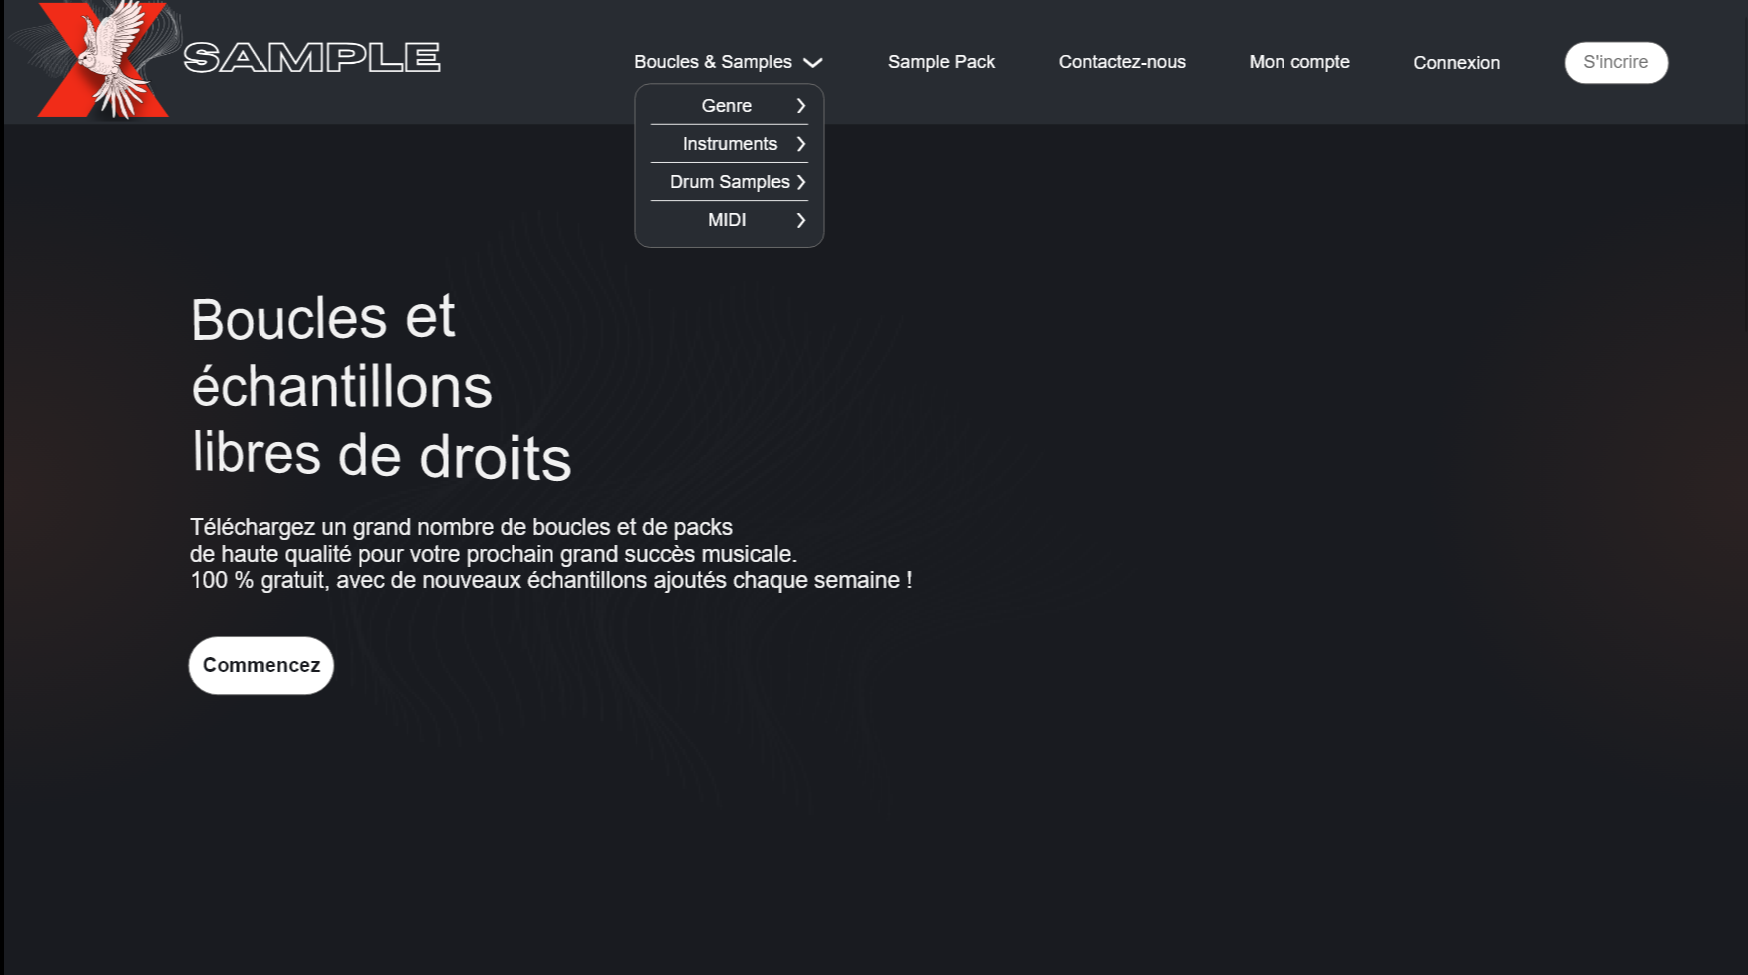 X SAMPLE
Boucles & Samples
Sample Pack
Contactez-nous
Mon compte
Connexion
S'incrire
Genre
Instruments
Drum Samples
MIDI
Boucles et
échantillons
libres de droits
Téléchargez un grand nombre de boucles et de packs
de haute qualité pour votre prochain grand succès musicale.
100 % gratuit, avec de nouveaux échantillons ajoutés chaque semaine !
Commencez